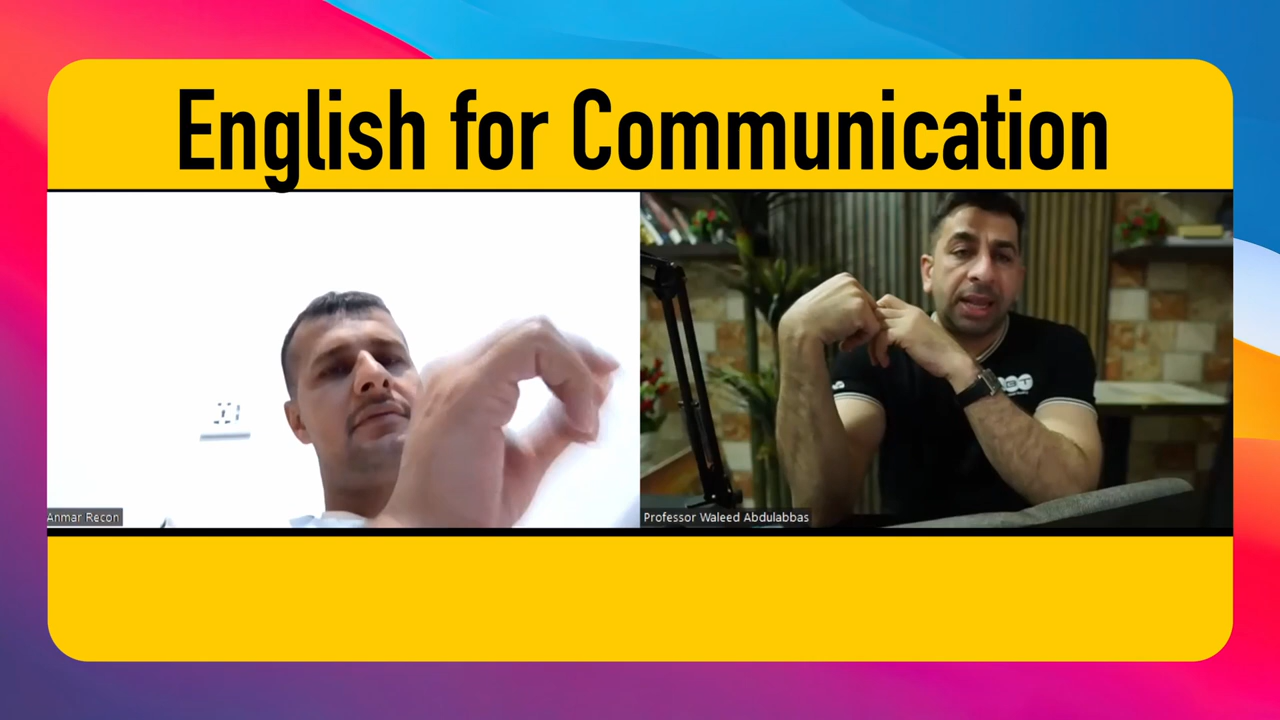 English for Communication
Anmar Recon
Professor Waleed Abdulabbas